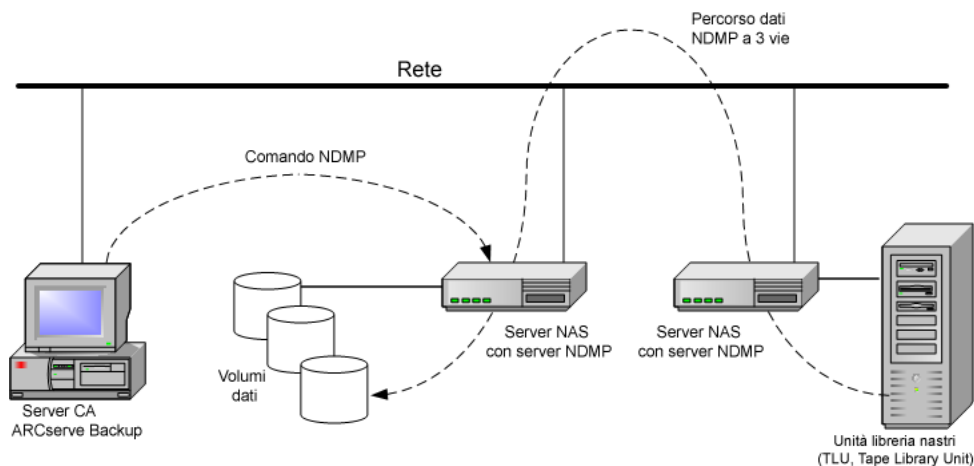 Percorso dati
NDMP a 3 vie
Rete
Comando NDMP
Server NAS
con server NDMP
Server NAS
con server NDMP
Volumi
dati
Server CA
ARCserve Backup
Unità libreria nastri
(TLU, Tape Library Unit)